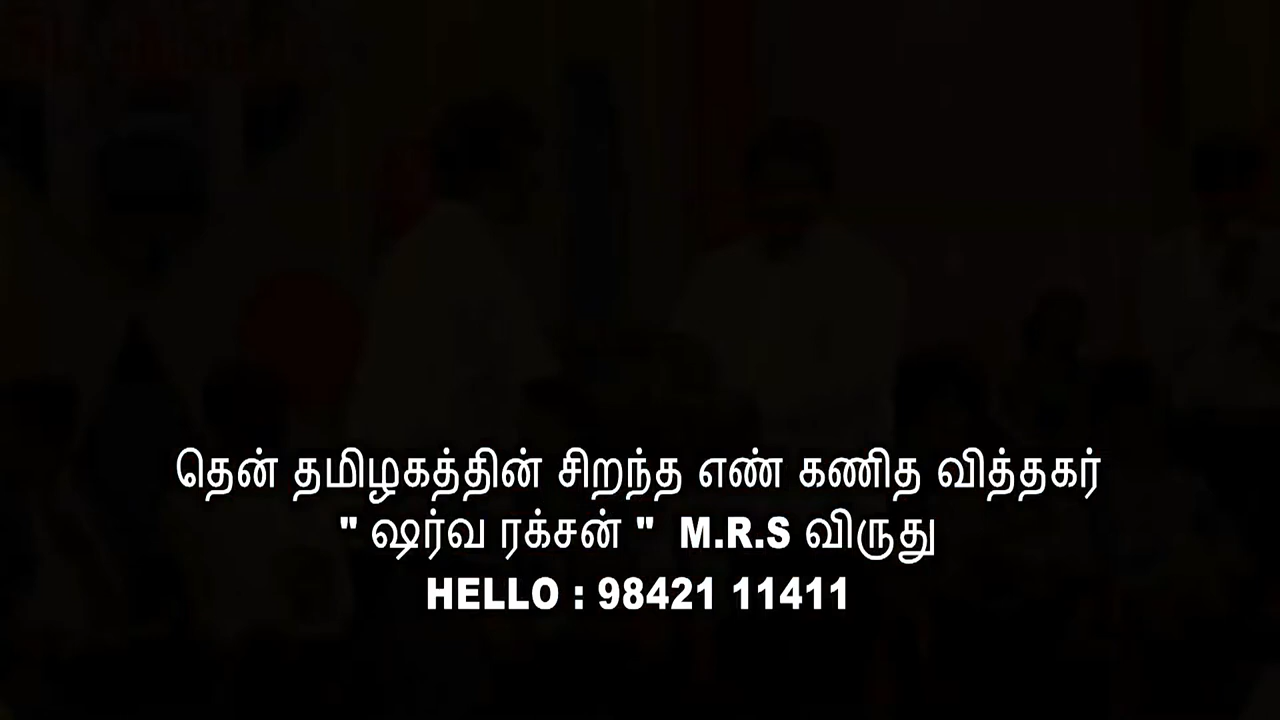 தென் தமிழகத்தின் சிறந்த எண் கணித வித்தகர்
" ஷர்வ ரக்சன் " M.R.S விருது
HELLO : 98421 11411